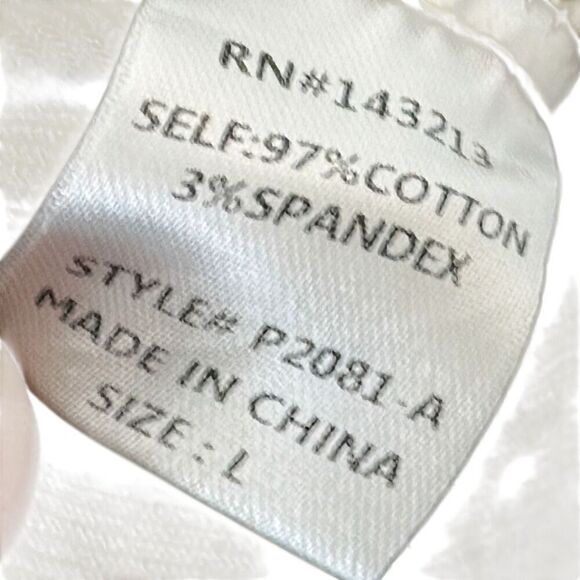 RN#143213
SELF:97%COTTON
3%SPANDEX
STYLE# P2081-A
MADE IN CHINA
SIZE: L